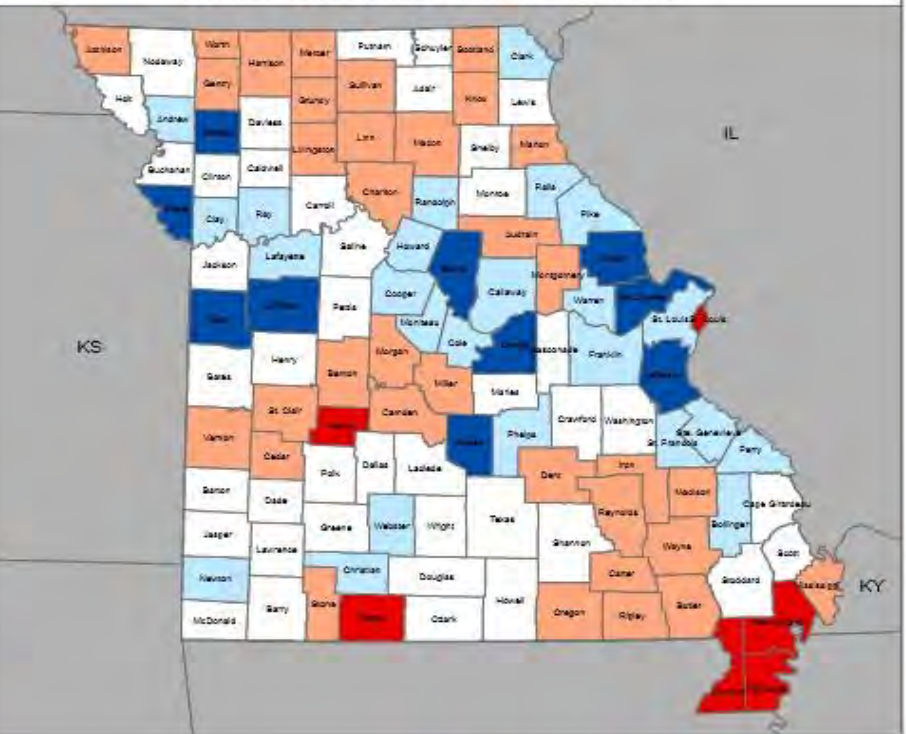 Atchison
Nodaway
Worth
Harrison
Mercer
Putnam
Schuyler
Scotland
Clark
Gentry
Sullivan
Adair
Knox
Lewis
Holt
Andrew
Daviess
Grundy
Linn
Macon
Shelby
Marion
Livingston
IL
Buchanan
Clinton
Caldwell
Chariton
Randolph
Monroe
Ralls
Pike
Clay
Ray
Carroll
Howard
Audrain
Jackson
Lafayette
Saline
Cooper
Callaway
Montgomery
Warren
Pettis
Moniteau
Cole
Franklin
St. Louis
KS
Henry
Morgan
Miller
Maries
Bates
Benton
St. Clair
Camden
Crawford
Washington
Vernon
Cedar
Polk
Dallas
Laclede
Phelps
Dent
Iron
St. Francois
Ste. Genevieve
Perry
Barton
Dade
Greene
Webster
Wright
Texas
Reynolds
Madison
Bollinger
Cape Girardeau
Jasper
Lawrence
Shannon
Wayne
Scott
Newton
Christian
Douglas
Carter
Stoddard
Mississippi
KY
McDonald
Barry
Stone
Ozark
Howell
Oregon
Ripley
Butler